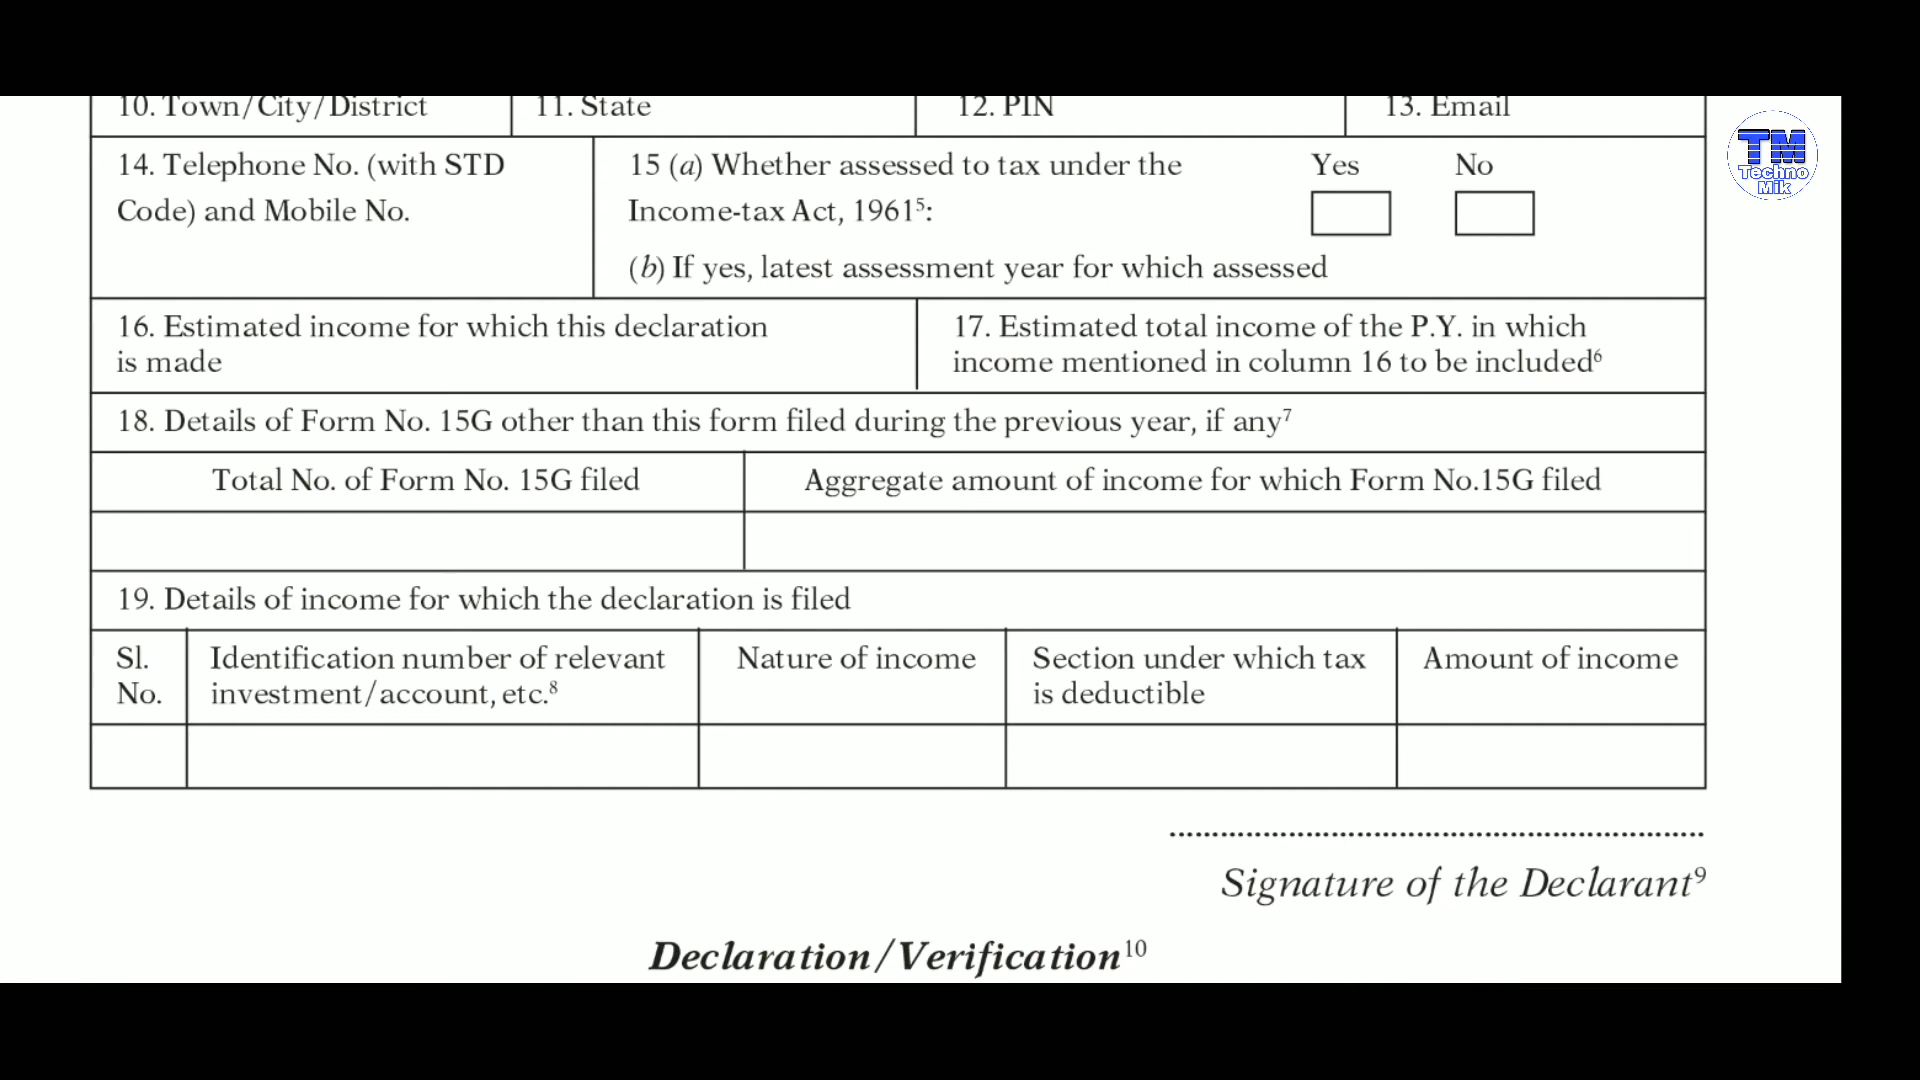 10. Town/City/District 11. State 12. PIN 13. Email
14. Telephone No. (with STD
Code) and Mobile No.
15 (a) Whether assessed to tax under the Yes No
Income-tax Act, 1961⁵:
(b) If yes, latest assessment year for which assessed
16. Estimated income for which this declaration
is made
17. Estimated total income of the P.Y. in which
income mentioned in column 16 to be included⁶
18. Details of Form No. 15G other than this form filed during the previous year, if any⁷
Total No. of Form No. 15G filed Aggregate amount of income for which Form No.15G filed
19. Details of income for which the declaration is filed
Sl.
No.
Identification number of relevant
investment/account, etc.⁸
Nature of income
Section under which tax
is deductible
Amount of income
Signature of the Declarant⁹
Declaration/Verification¹⁰
TM
Techno
Mik